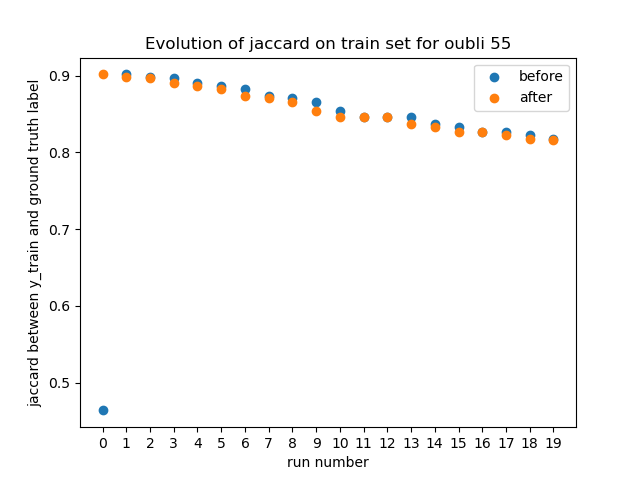 Evolution of jaccard on train set for oubli 55
before
after
jaccard between y_train and ground truth label
0.9
0.8
0.7
0.6
0.5
0 1 2 3 4 5 6 7 8 9 10 11 12 13 14 15 16 17 18 19
run number